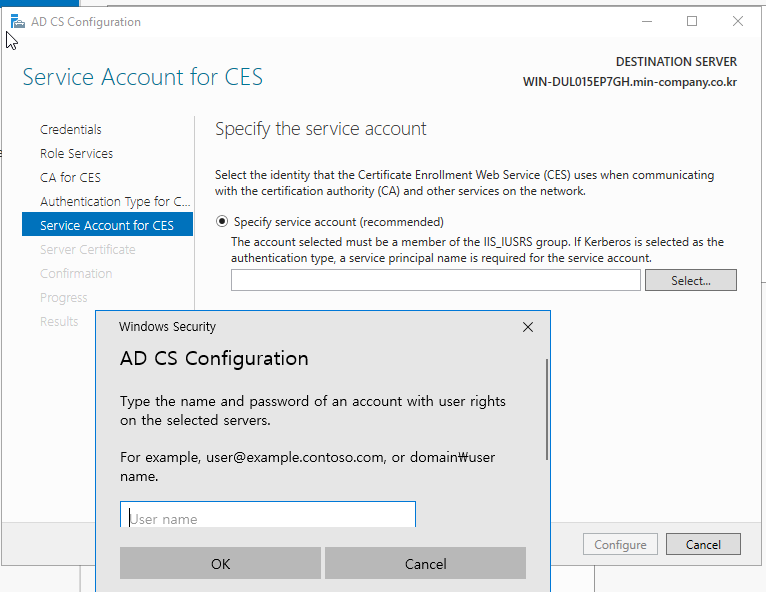 AD CS Configuration
Service Account for CES
DESTINATION SERVER
WIN-DUL015EP7GH.min-company.co.kr
Credentials
Role Services
CA for CES
Authentication Type for C...
Service Account for CES
Server Certificate
Confirmation
Progress
Results
Specify the service account
Select the identity that the Certificate Enrollment Web Service (CES) uses when communicating
with the certification authority (CA) and other services on the network.
Specify service account (recommended)
The account selected must be a member of the IIS_IUSRS group. If Kerberos is selected as the
authentication type, a service principal name is required for the service account.
Select...
Windows Security
AD CS Configuration
Type the name and password of an account with user rights
on the selected servers.
For example, user@example.contoso.com, or domain₩user
name.
User name
OK
Cancel
Configure
Cancel